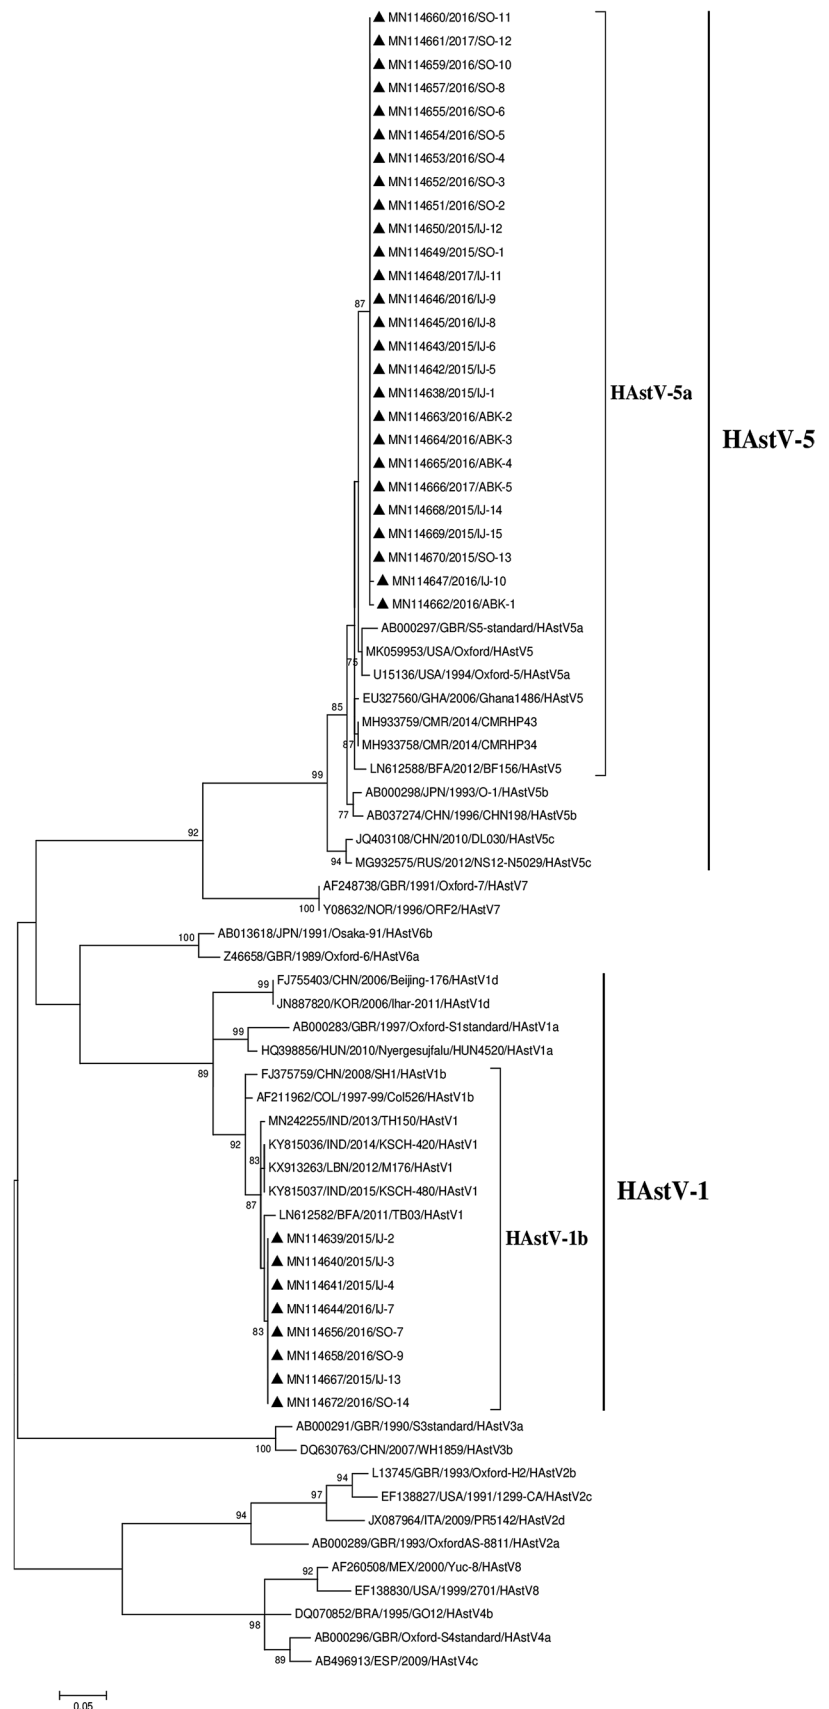 MN114660/2016/SO-11
MN114661/2017/SO-12
MN114659/2016/SO-10
MN114657/2016/SO-8
MN114655/2016/SO-6
MN114654/2016/SO-5
MN114653/2016/SO-4
MN114652/2016/SO-3
MN114651/2016/SO-2
MN114650/2015/IJ-12
MN114649/2015/SO-1
MN114648/2017/IJ-11
MN114646/2016/IJ-9
87
MN114645/2016/IJ-8
MN114643/2015/IJ-6
MN114642/2015/IJ-5
MN114638/2015/IJ-1
HAstV-5a
MN114663/2016/ABK-2
MN114664/2016/ABK-3
HAstV-5
MN114665/2016/ABK-4
MN114666/2017/ABK-5
MN114668/2015/IJ-14
MN114669/2015/IJ-15
MN114670/2015/SO-13
MN114647/2016/IJ-10
MN114662/2016/ABK-1
AB000297/GBR/S5-standard/HAstV5a
MK059953/USA/Oxford/HAstV5
75
U15136/USA/1994/Oxford-5/HAstV5a
EU327560/GHA/2006/Ghana1486/HAstV5
85
MH933759/CMR/2014/CMRHP43
87
MH933758/CMR/2014/CMRHP34
LN612588/BFA/2012/BF156/HAstV5
99
AB000298/JPN/1993/O-1/HAstV5b
77
AB037274/CHN/1996/CHN198/HAstV5b
92
JQ403108/CHN/2010/DL030/HAstV5c
94
MG932575/RUS/2012/NS12-N5029/HAstV5c
AF248738/GBR/1991/Oxford-7/HAstV7
100
Y08632/NOR/1996/ORF2/HAstV7
100
AB013618/JPN/1991/Osaka-91/HAstV6b
Z46658/GBR/1989/Oxford-6/HAstV6a
99
FJ755403/CHN/2006/Beijing-176/HAstV1d
JN887820/KOR/2006/lhar-2011/HAstV1d
99
AB000283/GBR/1997/Oxford-S1standard/HAstV1a
HQ398856/HUN/2010/Nyergesujfalu/HUN4520/HAstV1a
89
FJ375759/CHN/2008/SH1/HAstV1b
AF211962/COL/1997-99/Col526/HAstV1b
MN242255/IND/2013/TH150/HAstV1
92
KY815036/IND/2014/KSCH-420/HAstV1
83
KX913263/LBN/2012/M176/HAstV1
KY815037/IND/2015/KSCH-480/HAstV1
HAstV-1
87
LN612582/BFA/2011/TB03/HAstV1
MN114639/2015/IJ-2
HAstV-1b
MN114640/2015/IJ-3
MN114641/2015/IJ-4
MN114644/2016/IJ-7
83
MN114656/2016/SO-7
MN114658/2016/SO-9
MN114667/2015/IJ-13
MN114672/2016/SO-14
AB000291/GBR/1990/S3standard/HAstV3a
100
DQ630763/CHN/2007/WH1859/HAstV3b
94
L13745/GBR/1993/Oxford-H2/HAstV2b
97
EF138827/USA/1991/1299-CA/HAstV2c
94
JX087964/ITA/2009/PR5142/HAstV2d
AB000289/GBR/1993/OxfordAS-8811/HAstV2a
92
AF260508/MEX/2000/Yuc-8/HAstV8
EF138830/USA/1999/2701/HAstV8
98
DQ070852/BRA/1995/GO12/HAstV4b
AB000296/GBR/Oxford-S4standard/HAstV4a
89
AB496913/ESP/2009/HAstV4c
0.05